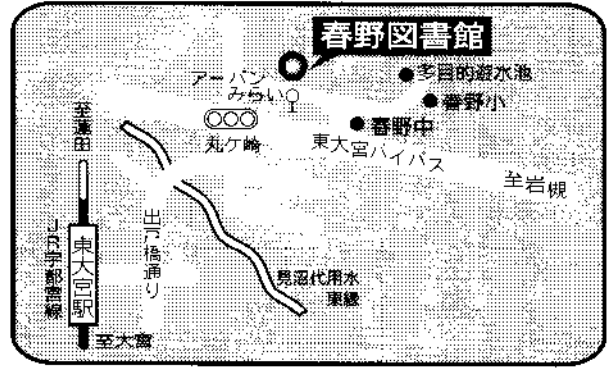 春野図書館
アーバン
みらい
多目的遊水池
春野小
春野中
丸ケ崎
東大宮バイパス
至岩槻
至蓮田
JR宇都宮線
東大宮駅
出戸橋通り
見沼代用水
東縁
至大宮